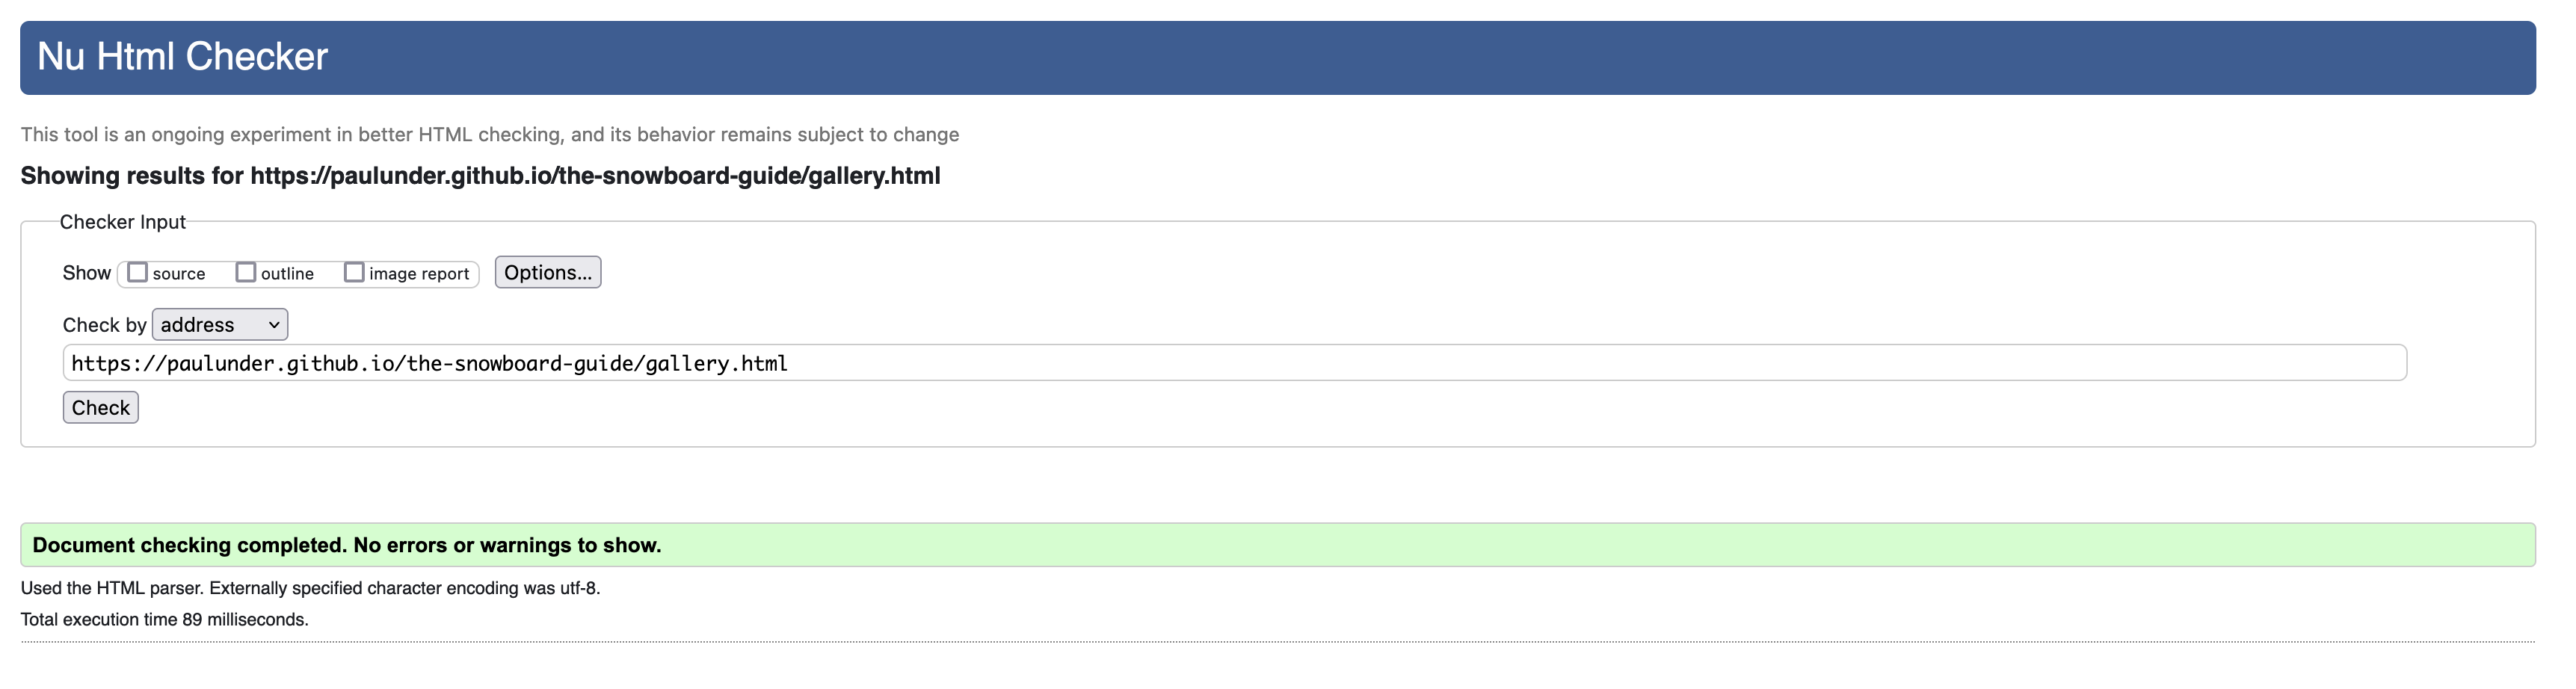 Nu Html Checker
This tool is an ongoing experiment in better HTML checking, and its behavior remains subject to change
Showing results for https://paulunder.github.io/the-snowboard-guide/gallery.html
Checker Input
Show source outline image report Options...
Check by address
https://paulunder.github.io/the-snowboard-guide/gallery.html
Check
Document checking completed. No errors or warnings to show.
Used the HTML parser. Externally specified character encoding was utf-8.
Total execution time 89 milliseconds.